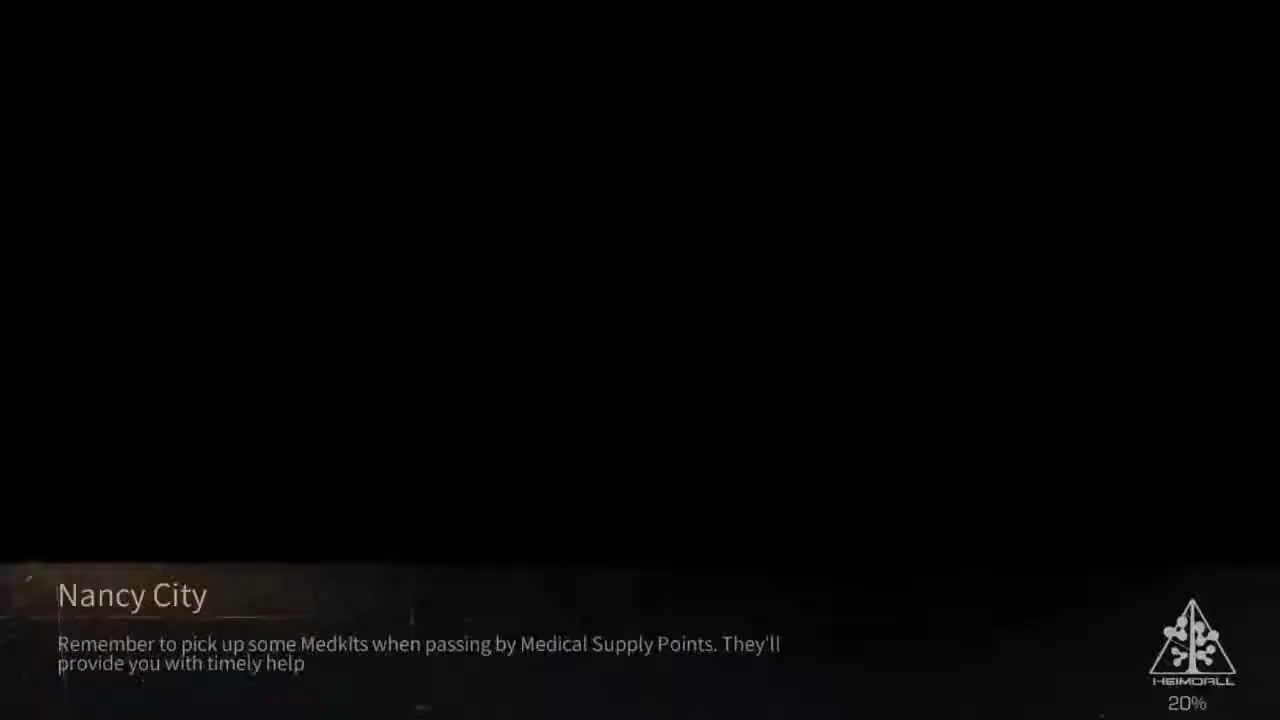 Nancy City
Remember to pick up some Medkits when passing by Medical Supply Points. They'll
provide you with timely help
HEIMDALL
20%